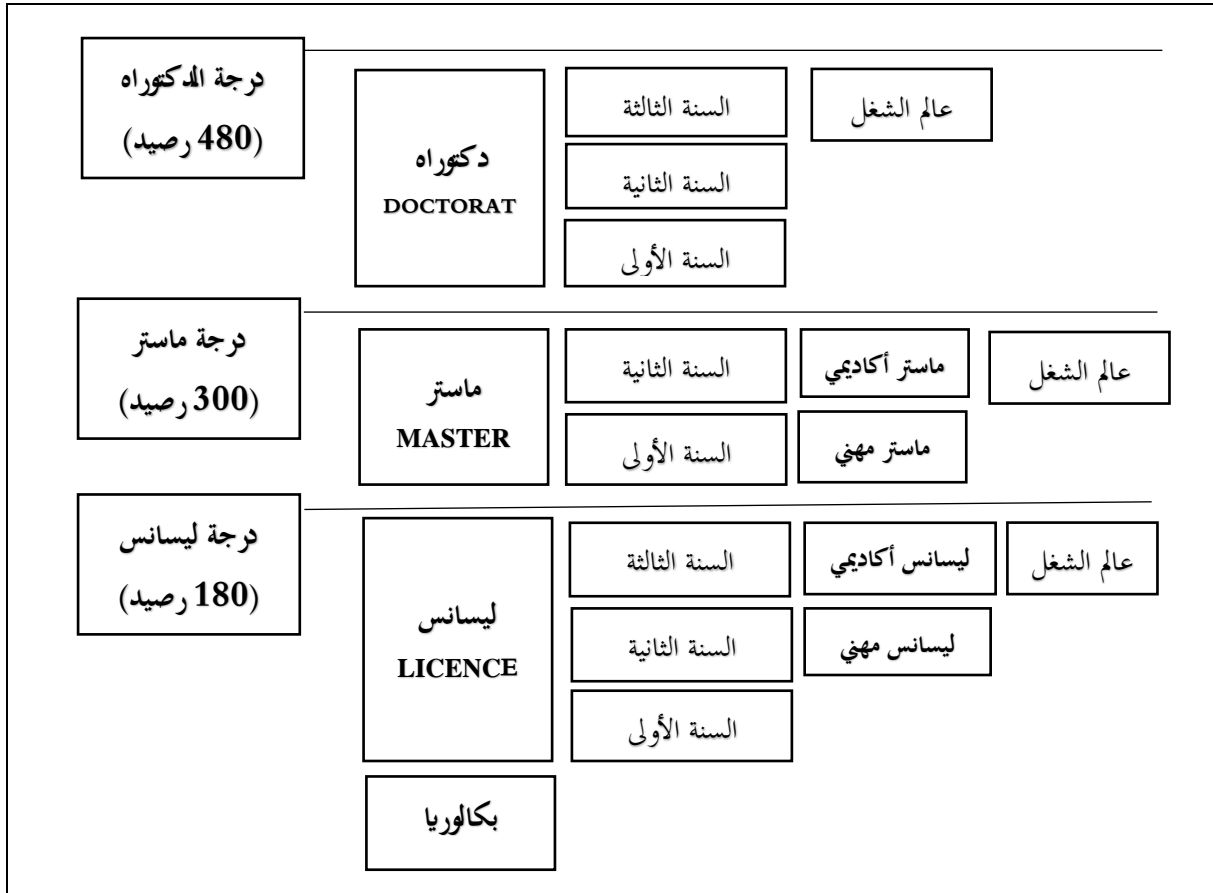 درجة الدكتوراه
(480 رصيد)
دكتوراه
DOCTORAT
السنة الثالثة
عالم الشغل
السنة الثانية
السنة الأولى
درجة ماستر
(300 رصيد)
ماستر
MASTER
السنة الثانية
ماستر أكاديمي
عالم الشغل
السنة الأولى
ماستر مهني
درجة ليسانس
(180 رصيد)
ليسانس
LICENCE
السنة الثالثة
ليسانس أكاديمي
عالم الشغل
السنة الثانية
ليسانس مهني
السنة الأولى
بكالوريا